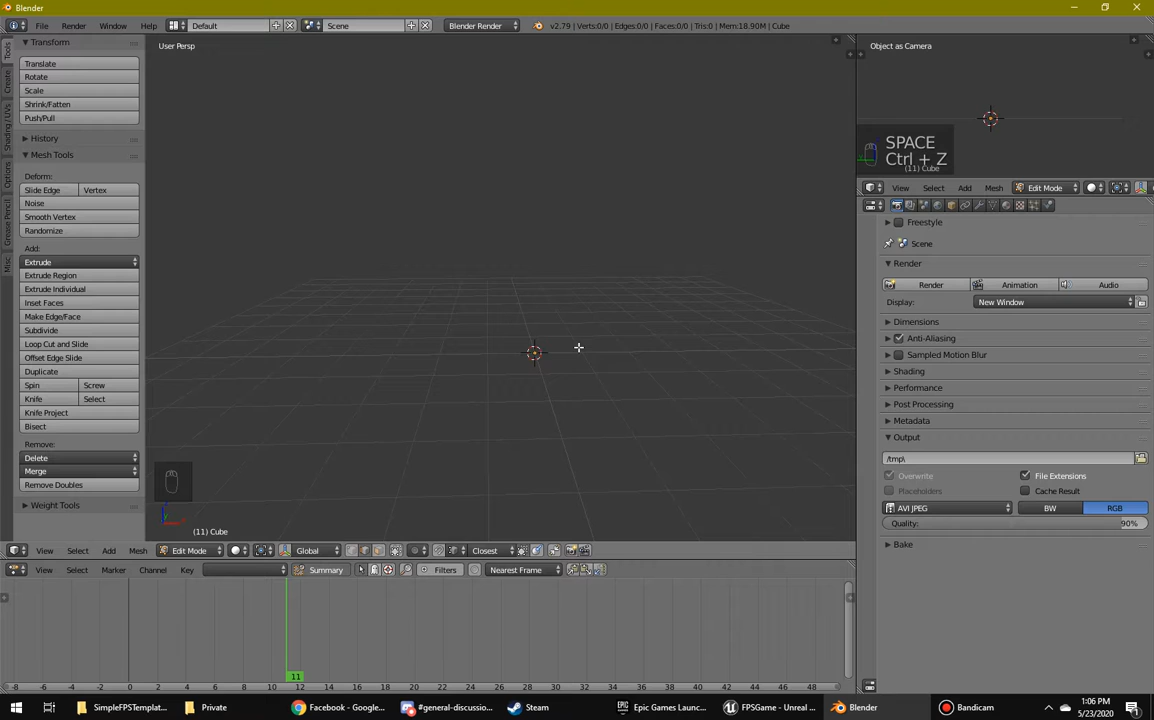 Blender
File Render Window Help Default Scene Blender Render v2.79 | Verts:0/0 | Edges:0/0 | Faces:0/0 | Tris:0 | Mem:18.90M | Cube
Tools
Create
Shading / UVs
Options
Grease Pencil
Misc
Transform
Translate
Rotate
Scale
Shrink/Fatten
Push/Pull
History
Mesh Tools
Deform:
Slide Edge Vertex
Noise
Smooth Vertex
Randomize
Add:
Extrude
Extrude Region
Extrude Individual
Inset Faces
Make Edge/Face
Subdivide
Loop Cut and Slide
Offset Edge Slide
Duplicate
Spin Screw
Knife Select
Knife Project
Bisect
Remove:
Delete
Merge
Remove Doubles
Weight Tools
User Persp
(11) Cube
View Select Add Mesh Edit Mode Global Closest
View Select Marker Channel Key Summary Filters Nearest Frame
-8 -6 -4 -2 0 2 4 6 8 10 12 14 16 18 20 22 24 26 28 30 32 34 36 38 40 42 44 46 48
11
Object as Camera
SPACE
Ctrl + Z
(11) Cube
View Select Add Mesh Edit Mode
Freestyle
Scene
Render
Render Animation Audio
Display: New Window
Dimensions
Anti-Aliasing
Sampled Motion Blur
Shading
Performance
Post Processing
Metadata
Output
/tmp\
Overwrite File Extensions
Placeholders Cache Result
AVI JPEG BW RGB
Quality: 90%
Bake
SimpleFPSTemplat... Private Facebook - Google... #general-discussio... Steam Epic Games Launc... FPSGame - Unreal ... Blender Bandicam 1:06 PM
5/23/2020